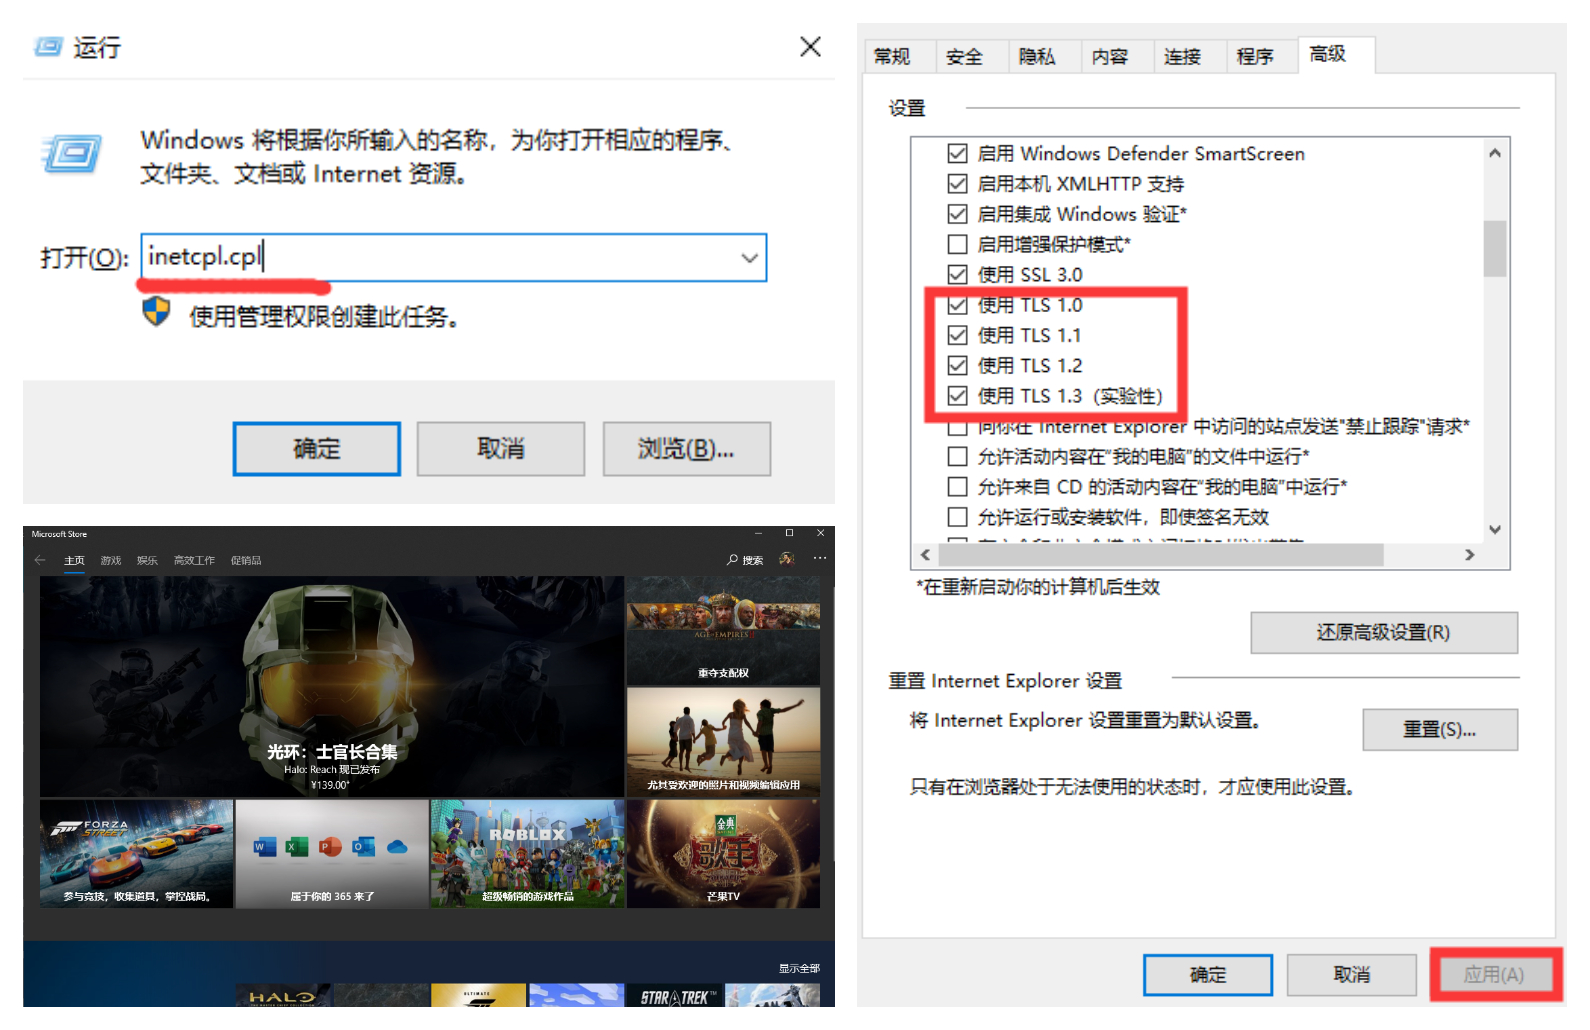 运行
Windows 将根据你所输入的名称，为你打开相应的程序、
文件夹、文档或 Internet 资源。
打开(O):
inetcpl.cpl
使用管理权限创建此任务。
确定
取消
浏览(B)...
Microsoft Store
主页
游戏
娱乐
高效工作
促销品
搜索
光环：士官长合集
Halo: Reach 现已发布
¥139.00*
AGE of EMPIRES II
重夺支配权
尤其受欢迎的照片和视频编辑应用
FORZA
STREET
参与竞技，收集道具，掌控战局。
属于你的 365 来了
ROBLOX
超级畅销的游戏作品
金典
歌手
芒果TV
显示全部
HALO
ULTIMATE
STAR TREK™
常规
安全
隐私
内容
连接
程序
高级
设置
启用 Windows Defender SmartScreen
启用本机 XMLHTTP 支持
启用集成 Windows 验证*
启用增强保护模式*
使用 SSL 3.0
使用 TLS 1.0
使用 TLS 1.1
使用 TLS 1.2
使用 TLS 1.3（实验性）
向你在 Internet Explorer 中访问的站点发送"禁止跟踪"请求*
允许活动内容在"我的电脑"的文件中运行*
允许来自 CD 的活动内容在"我的电脑"中运行*
允许运行或安装软件，即使签名无效
*在重新启动你的计算机后生效
还原高级设置(R)
重置 Internet Explorer 设置
将 Internet Explorer 设置重置为默认设置。
重置(S)...
只有在浏览器处于无法使用的状态时，才应使用此设置。
确定
取消
应用(A)